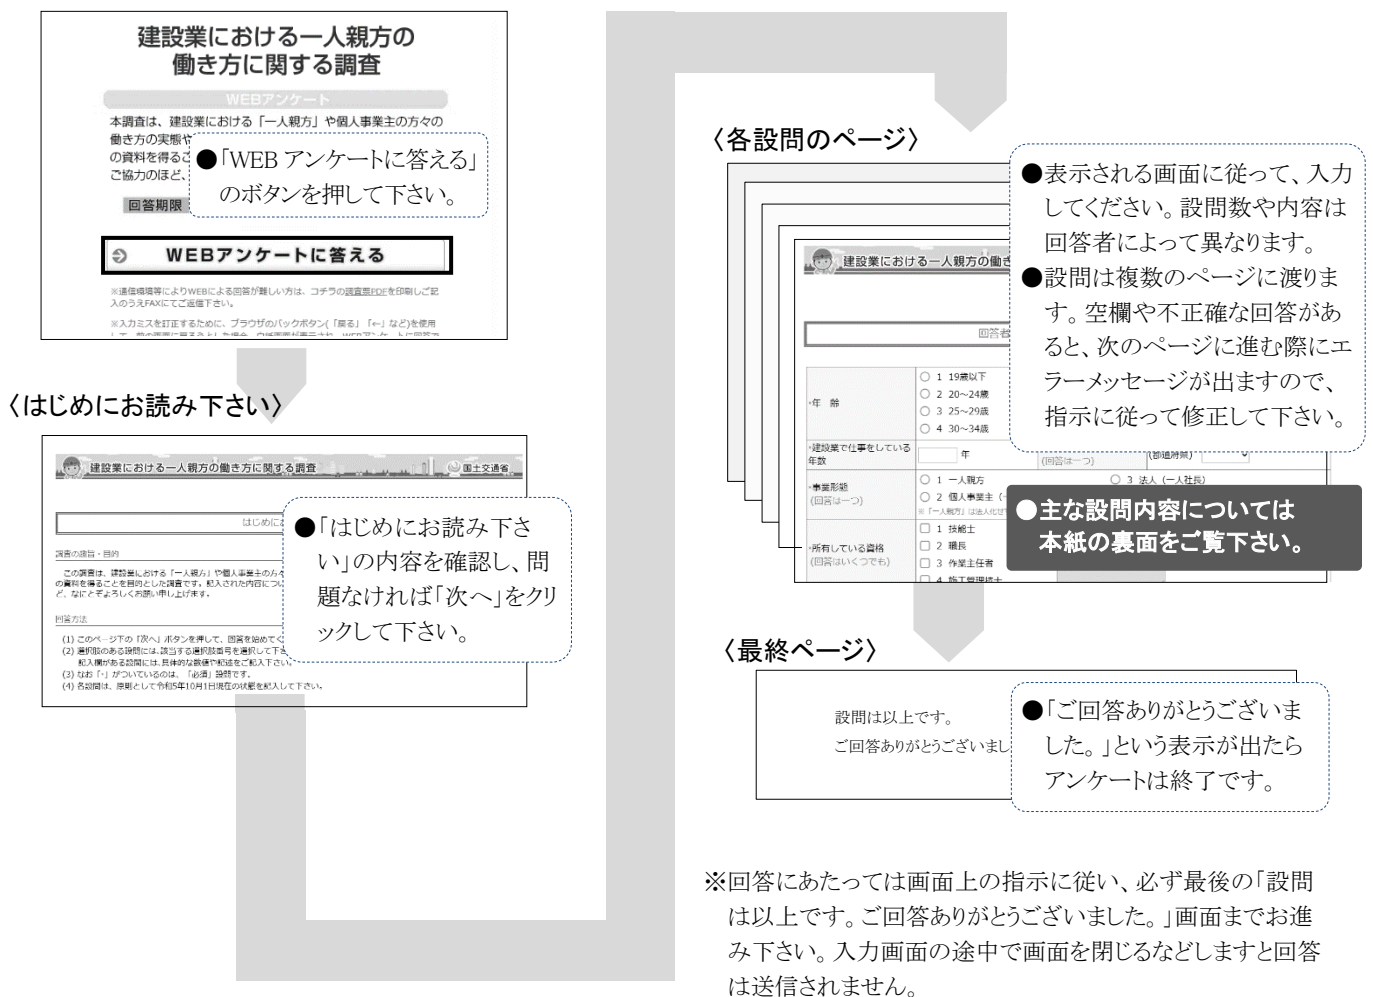 建設業における一人親方の
働き方に関する調査
WEBアンケート
本調査は、建設業における「一人親方」や個人事業主の方々の
働き方の実態や
の資料を得るこ
ご協力のほど、
回答期限
●「WEB アンケートに答える」
のボタンを押して下さい。
WEBアンケートに答える
※通信環境等によりWEBによる回答が難しい方は、コチラの調査票PDFを印刷しご記
入のうえFAXにてご返信下さい。
※入力ミスを訂正するために、ブラウザのバックボタン(「戻る」「←」など)を使用
〈はじめにお読み下さい〉
建設業における一人親方の働き方に関する調査
国土交通省
はじめに
調査の趣旨・目的
この調査は、建設業における「一人親方」や個人事業主の方々
の資料を得ることを目的とした調査です。記入された内容につい
ど、なにとぞよろしくお願い申し上げます。
回答方法
(1) このページ下の「次へ」ボタンを押して、回答を始めてく
(2) 選択肢のある設問には、該当する選択肢番号を選択して下さ
記入欄がある設問には、具体的な数値や記述をご記入下さい。
(3) なお「・」がついているのは、「必須」設問です。
(4) 各設問は、原則として令和5年10月1日現在の状態を記入して下さい。
●「はじめにお読み下さ
い」の内容を確認し、問
題なければ「次へ」をクリ
ックして下さい。
〈各設問のページ〉
建設業における一人親方の働き
回答者
・年 齢
1 19歳以下
2 20～24歳
3 25～29歳
4 30～34歳
・建設業で仕事をしている
年数
年
(回答は一つ)
(都道府県)
・事業形態
(回答は一つ)
1 一人親方
2 個人事業主
3 法人（一人社長）
※「一人親方」は法人化せ
・所有している資格
(回答はいくつでも)
1 技能士
2 職長
3 作業主任者
4 施工管理技士
●表示される画面に従って、入力
してください。設問数や内容は
回答者によって異なります。
●設問は複数のページに渡りま
す。空欄や不正確な回答があ
ると、次のページに進む際にエ
ラーメッセージが出ますので、
指示に従って修正して下さい。
●主な設問内容については
本紙の裏面をご覧下さい。
〈最終ページ〉
設問は以上です。
ご回答ありがとうございまし
●「ご回答ありがとうございま
した。」という表示が出たら
アンケートは終了です。
※回答にあたっては画面上の指示に従い、必ず最後の「設問
は以上です。ご回答ありがとうございました。」画面までお進
み下さい。入力画面の途中で画面を閉じるなどしますと回答
は送信されません。